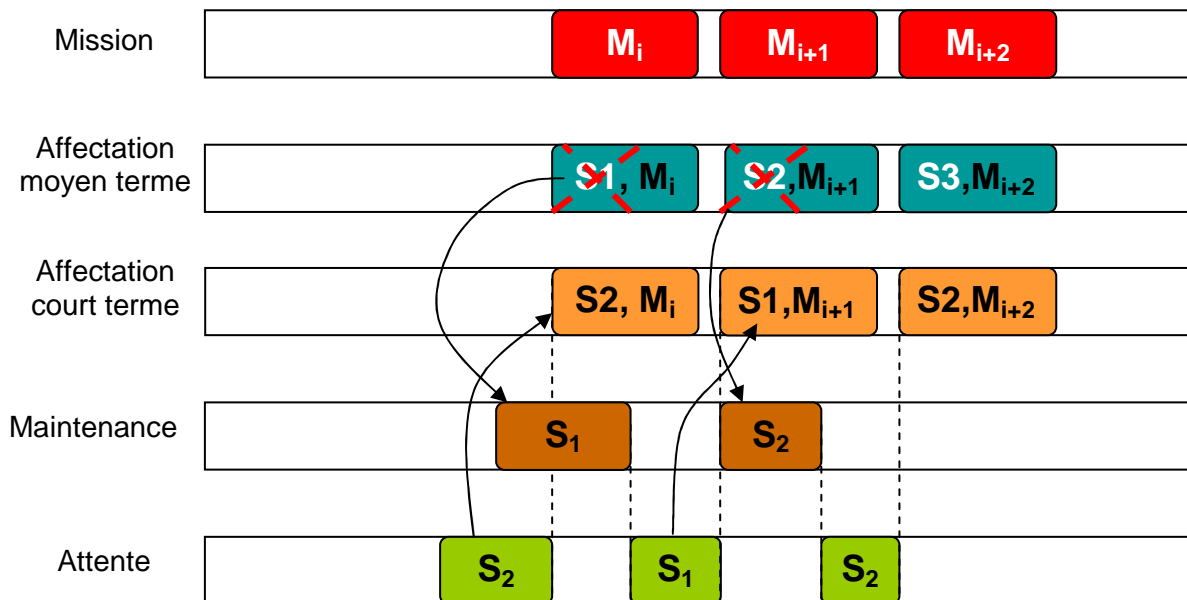 Mission
Mᵢ
Mᵢ₊₁
Mᵢ₊₂
Affectation
moyen terme
S1, Mᵢ
S2,Mᵢ₊₁
S3,Mᵢ₊₂
Affectation
court terme
S2, Mᵢ
S1,Mᵢ₊₁
S2,Mᵢ₊₂
Maintenance
S₁
S₂
Attente
S₂
S₁
S₂